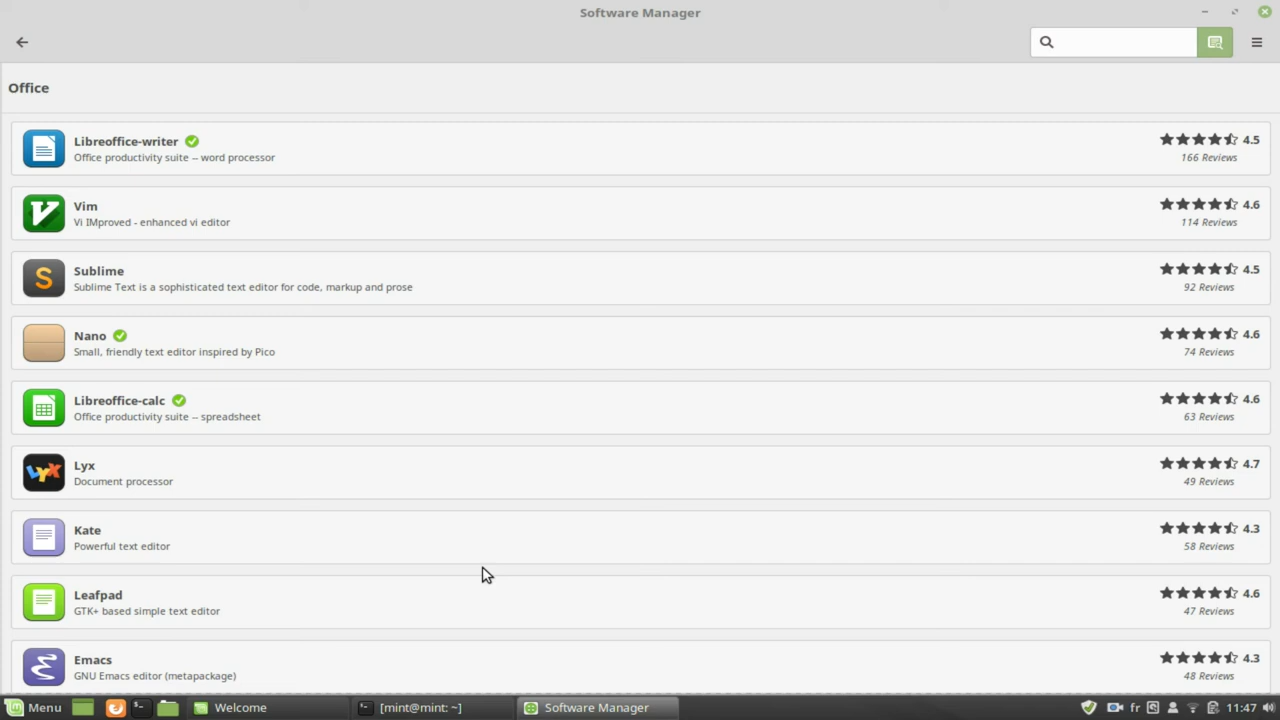 Software Manager
Office
Libreoffice-writer
Office productivity suite -- word processor
4.5
166 Reviews
Vim
Vi IMproved - enhanced vi editor
4.6
114 Reviews
S
Sublime
Sublime Text is a sophisticated text editor for code, markup and prose
4.5
92 Reviews
Nano
Small, friendly text editor inspired by Pico
4.6
74 Reviews
Libreoffice-calc
Office productivity suite -- spreadsheet
4.6
63 Reviews
LYX
Lyx
Document processor
4.7
49 Reviews
Kate
Powerful text editor
4.3
58 Reviews
Leafpad
GTK+ based simple text editor
4.6
47 Reviews
Emacs
GNU Emacs editor (metapackage)
4.3
48 Reviews
Menu Welcome [mint@mint: ~] Software Manager fr 11:47